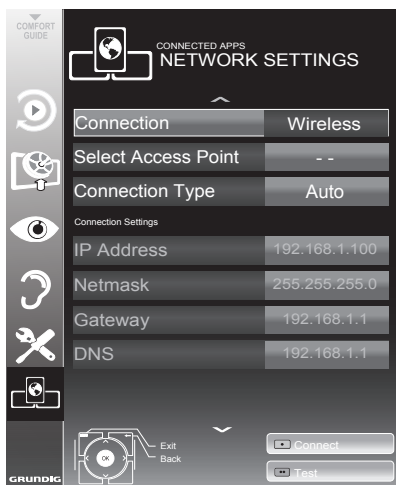 COMFORT
GUIDE
CONNECTED APPS
NETWORK SETTINGS
Connection Wireless
Select Access Point - -
Connection Type Auto
Connection Settings
IP Address 192.168.1.100
Netmask 255.255.255.0
Gateway 192.168.1.1
DNS 192.168.1.1
Exit
Back
OK
Connect
Test
GRUNDIG